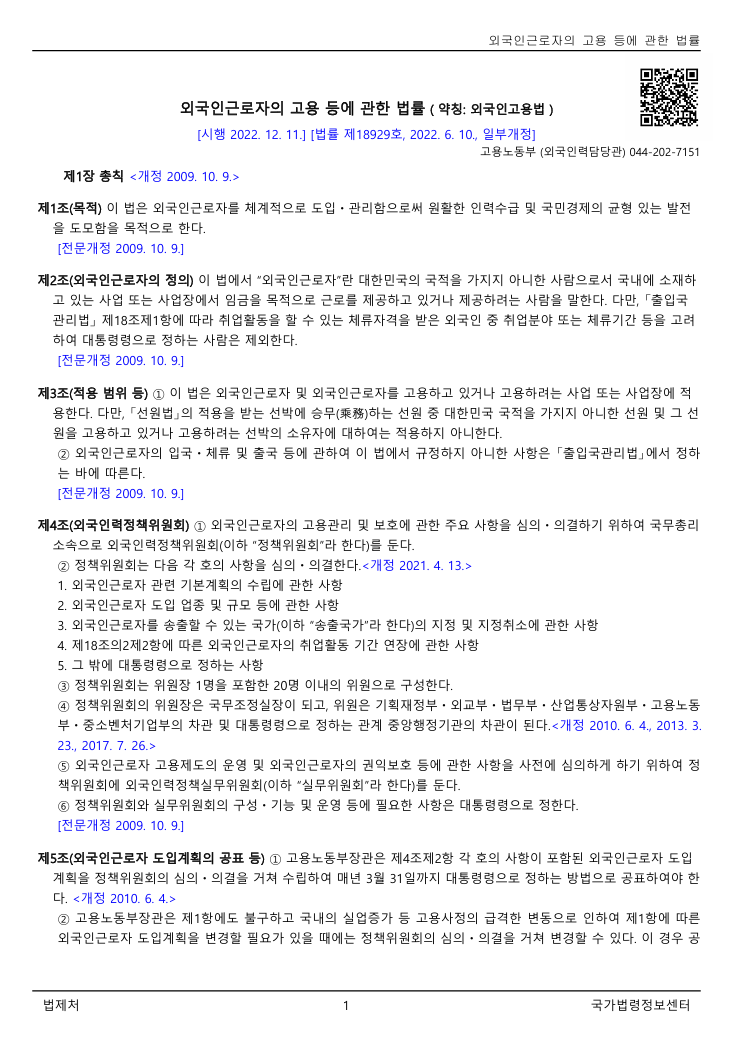 외국인근로자의 고용 등에 관한 법률
외국인근로자의 고용 등에 관한 법률 ( 약칭: 외국인고용법 )
[시행 2022. 12. 11.] [법률 제18929호, 2022. 6. 10., 일부개정]
고용노동부 (외국인력담당관) 044-202-7151
제1장 총칙 <개정 2009. 10. 9.>
제1조(목적) 이 법은 외국인근로자를 체계적으로 도입ㆍ관리함으로써 원활한 인력수급 및 국민경제의 균형 있는 발전
을 도모함을 목적으로 한다.
[전문개정 2009. 10. 9.]
제2조(외국인근로자의 정의) 이 법에서 “외국인근로자”란 대한민국의 국적을 가지지 아니한 사람으로서 국내에 소재하
고 있는 사업 또는 사업장에서 임금을 목적으로 근로를 제공하고 있거나 제공하려는 사람을 말한다. 다만, 「출입국
관리법」 제18조제1항에 따라 취업활동을 할 수 있는 체류자격을 받은 외국인 중 취업분야 또는 체류기간 등을 고려
하여 대통령령으로 정하는 사람은 제외한다.
[전문개정 2009. 10. 9.]
제3조(적용 범위 등) ① 이 법은 외국인근로자 및 외국인근로자를 고용하고 있거나 고용하려는 사업 또는 사업장에 적
용한다. 다만, 「선원법」의 적용을 받는 선박에 승무(乘務)하는 선원 중 대한민국 국적을 가지지 아니한 선원 및 그 선
원을 고용하고 있거나 고용하려는 선박의 소유자에 대하여는 적용하지 아니한다.
② 외국인근로자의 입국ㆍ체류 및 출국 등에 관하여 이 법에서 규정하지 아니한 사항은 「출입국관리법」에서 정하
는 바에 따른다.
[전문개정 2009. 10. 9.]
제4조(외국인력정책위원회) ① 외국인근로자의 고용관리 및 보호에 관한 주요 사항을 심의ㆍ의결하기 위하여 국무총리
소속으로 외국인력정책위원회(이하 “정책위원회”라 한다)를 둔다.
② 정책위원회는 다음 각 호의 사항을 심의ㆍ의결한다.<개정 2021. 4. 13.>
1. 외국인근로자 관련 기본계획의 수립에 관한 사항
2. 외국인근로자 도입 업종 및 규모 등에 관한 사항
3. 외국인근로자를 송출할 수 있는 국가(이하 “송출국가”라 한다)의 지정 및 지정취소에 관한 사항
4. 제18조의2제2항에 따른 외국인근로자의 취업활동 기간 연장에 관한 사항
5. 그 밖에 대통령령으로 정하는 사항
③ 정책위원회는 위원장 1명을 포함한 20명 이내의 위원으로 구성한다.
④ 정책위원회의 위원장은 국무조정실장이 되고, 위원은 기획재정부ㆍ외교부ㆍ법무부ㆍ산업통상자원부ㆍ고용노동
부ㆍ중소벤처기업부의 차관 및 대통령령으로 정하는 관계 중앙행정기관의 차관이 된다.<개정 2010. 6. 4., 2013. 3.
23., 2017. 7. 26.>
⑤ 외국인근로자 고용제도의 운영 및 외국인근로자의 권익보호 등에 관한 사항을 사전에 심의하게 하기 위하여 정
책위원회에 외국인력정책실무위원회(이하 “실무위원회”라 한다)를 둔다.
⑥ 정책위원회와 실무위원회의 구성ㆍ기능 및 운영 등에 필요한 사항은 대통령령으로 정한다.
[전문개정 2009. 10. 9.]
제5조(외국인근로자 도입계획의 공표 등) ① 고용노동부장관은 제4조제2항 각 호의 사항이 포함된 외국인근로자 도입
계획을 정책위원회의 심의ㆍ의결을 거쳐 수립하여 매년 3월 31일까지 대통령령으로 정하는 방법으로 공표하여야 한
다. <개정 2010. 6. 4.>
② 고용노동부장관은 제1항에도 불구하고 국내의 실업증가 등 고용사정의 급격한 변동으로 인하여 제1항에 따른
외국인근로자 도입계획을 변경할 필요가 있을 때에는 정책위원회의 심의ㆍ의결을 거쳐 변경할 수 있다. 이 경우 공
법제처
1
국가법령정보센터